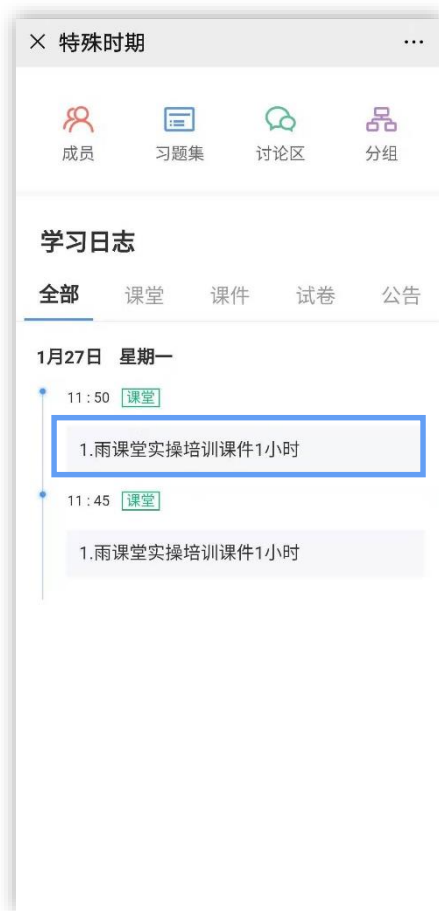 × 特殊时期 ···
成员 习题集 讨论区 分组
学习日志
全部 课堂 课件 试卷 公告
1月27日 星期一
11:50 课堂
1.雨课堂实操培训课件1小时
11:45 课堂
1.雨课堂实操培训课件1小时